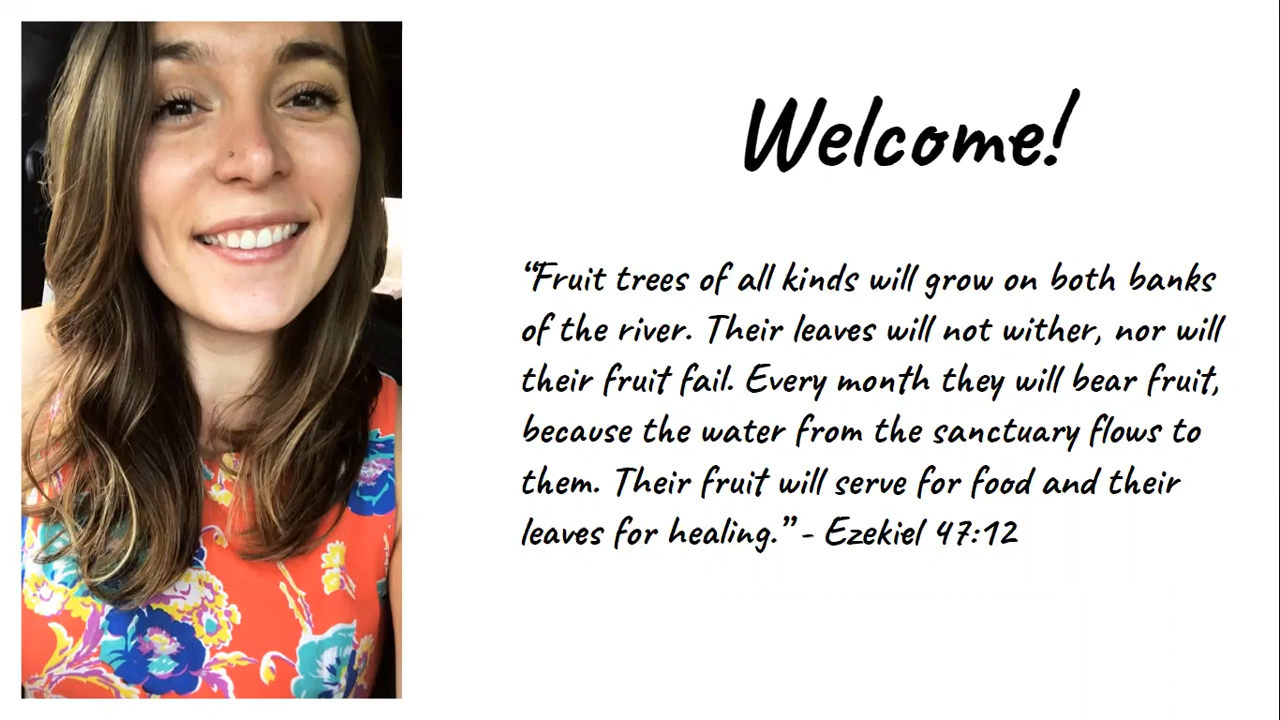 Welcome!
“Fruit trees of all kinds will grow on both banks
of the river. Their leaves will not wither, nor will
their fruit fail. Every month they will bear fruit,
because the water from the sanctuary flows to
them. Their fruit will serve for food and their
leaves for healing.” - Ezekiel 47:12